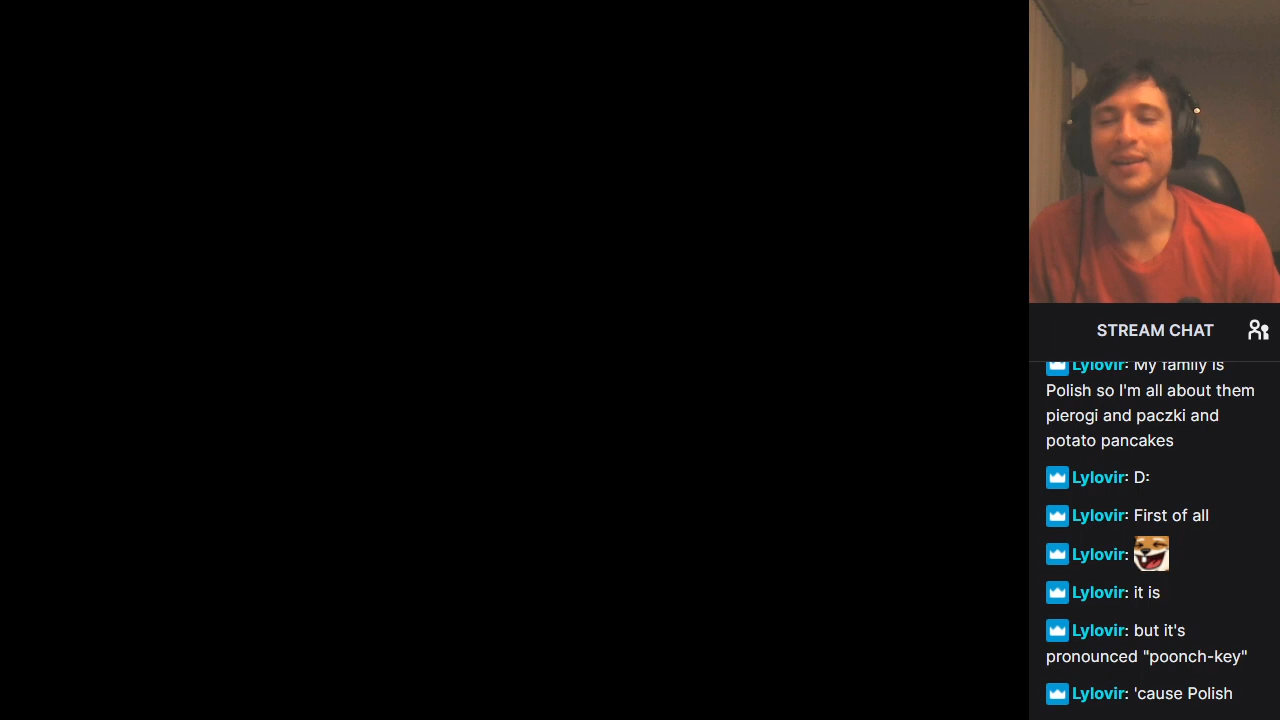 STREAM CHAT
Lylovir: My family is
Polish so I'm all about them
pierogi and paczki and
potato pancakes
Lylovir: D:
Lylovir: First of all
Lylovir:
Lylovir: it is
Lylovir: but it's
pronounced "poonch-key"
Lylovir: 'cause Polish